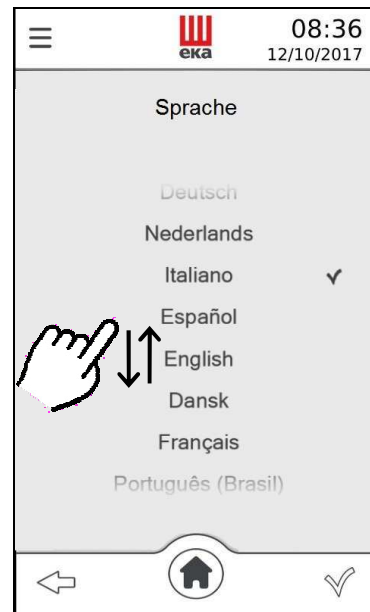 eka
08:36
12/10/2017
Sprache
Deutsch
Nederlands
Italiano
Español
English
Dansk
Français
Português (Brasil)